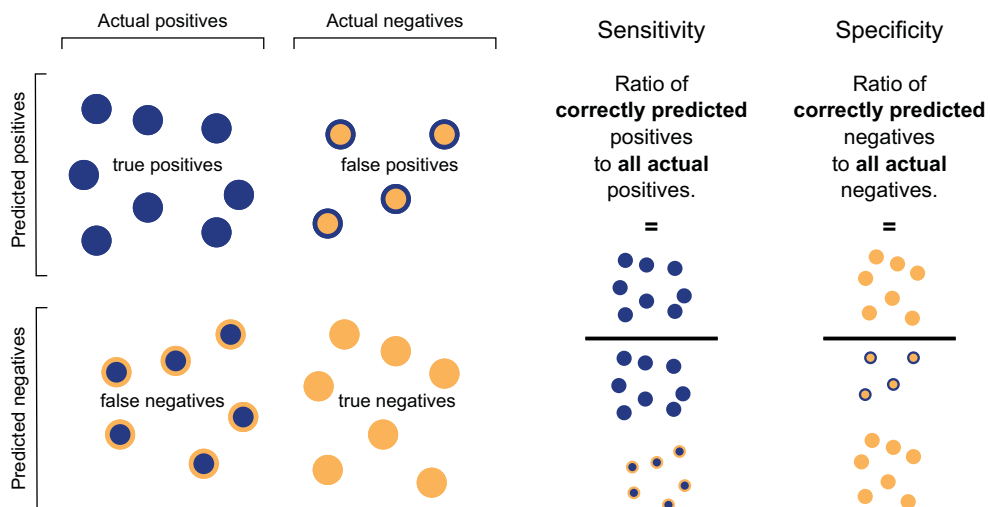 Actual positives
Actual negatives
Predicted positives
true positives
false positives
Predicted negatives
false negatives
true negatives
Sensitivity
Ratio of
correctly predicted
positives
to all actual
positives.
=
Specificity
Ratio of
correctly predicted
negatives
to all actual
negatives.
=